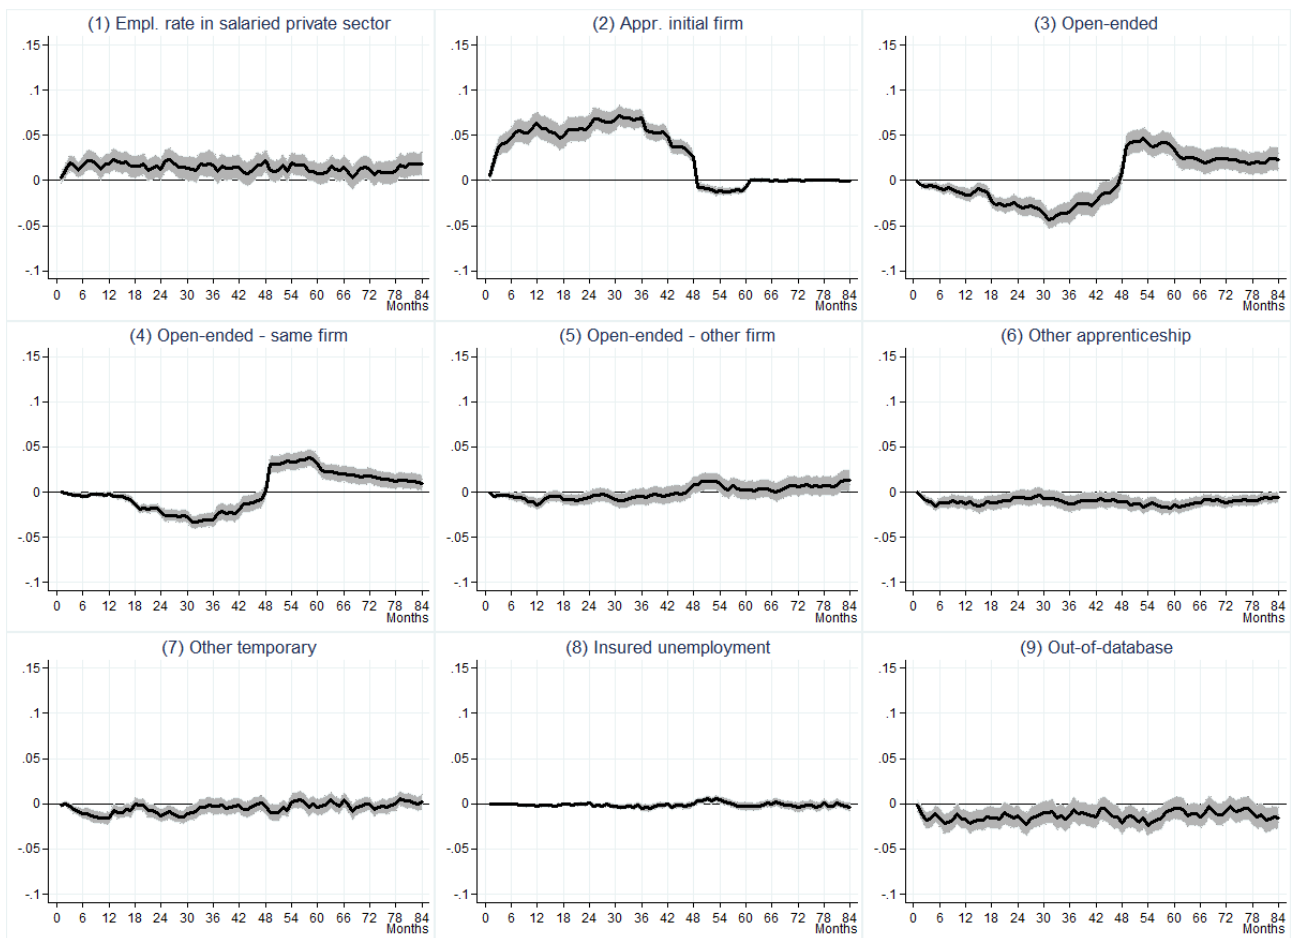 (1) Empl. rate in salaried private sector
.15
.1
.05
0
-.05
-.1
0 6 12 18 24 30 36 42 48 54 60 66 72 78 84
Months
(2) Appr. initial firm
.15
.1
.05
0
-.05
-.1
0 6 12 18 24 30 36 42 48 54 60 66 72 78 84
Months
(3) Open-ended
.15
.1
.05
0
-.05
-.1
0 6 12 18 24 30 36 42 48 54 60 66 72 78 84
Months
(4) Open-ended - same firm
.15
.1
.05
0
-.05
-.1
0 6 12 18 24 30 36 42 48 54 60 66 72 78 84
Months
(5) Open-ended - other firm
.15
.1
.05
0
-.05
-.1
0 6 12 18 24 30 36 42 48 54 60 66 72 78 84
Months
(6) Other apprenticeship
.15
.1
.05
0
-.05
-.1
0 6 12 18 24 30 36 42 48 54 60 66 72 78 84
Months
(7) Other temporary
.15
.1
.05
0
-.05
-.1
0 6 12 18 24 30 36 42 48 54 60 66 72 78 84
Months
(8) Insured unemployment
.15
.1
.05
0
-.05
-.1
0 6 12 18 24 30 36 42 48 54 60 66 72 78 84
Months
(9) Out-of-database
.15
.1
.05
0
-.05
-.1
0 6 12 18 24 30 36 42 48 54 60 66 72 78 84
Months